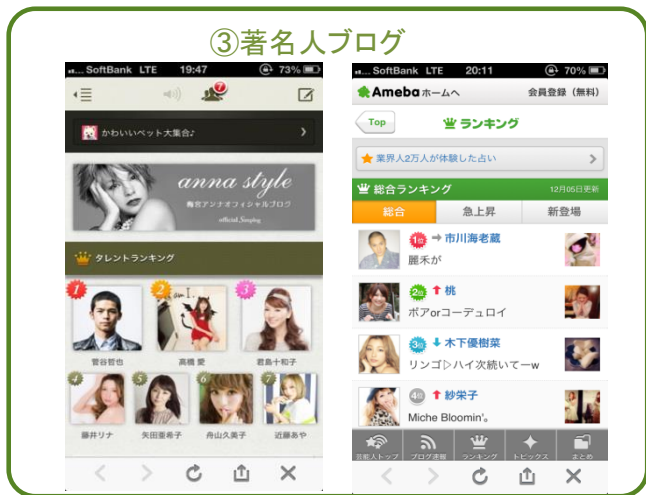 ③著名人ブログ
SoftBank LTE 19:47 73%
7
かわいいペット大集合♪
anna style
梅宮アンナオフィシャルブログ
official Simplog
タレントランキング
1 2 3
I am.
菅谷哲也 高橋 愛 君島十和子
4 5 6 7
藤井リナ 矢田亜希子 舟山久美子 近藤あや
SoftBank LTE 20:11 70%
Ameba ホームへ 会員登録（無料）
Top ランキング
業界人2万人が体験した占い
総合ランキング 12月05日更新
総合 急上昇 新登場
1位 ➡ 市川海老蔵
麗禾が
2位 ⬆ 桃
ボアorコーデュロイ
3位 ⬇ 木下優樹菜
リンゴ▷ハイ次続いてーw
4位 ⬆ 紗栄子
Miche Bloomin'。
芸能人トップ ブログ速報 ランキング トピックス まとめ